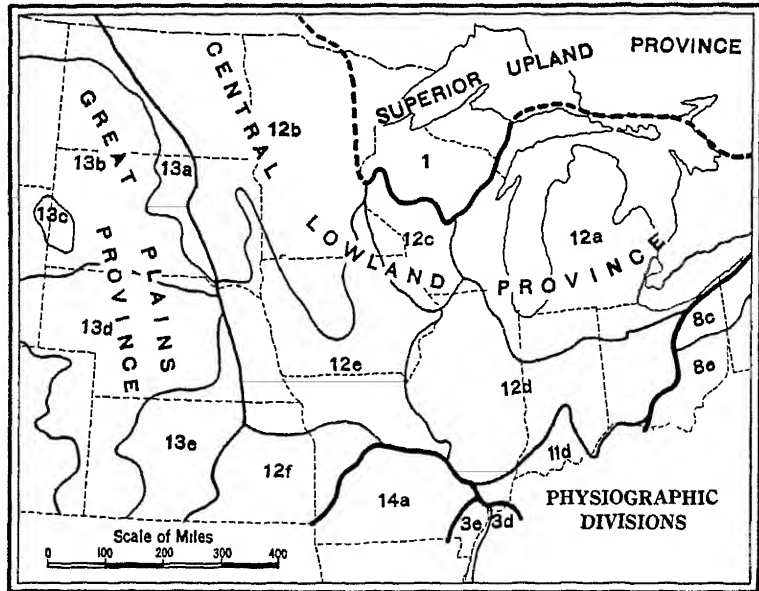 SUPERIOR UPLAND PROVINCE
CENTRAL LOWLAND PROVINCE
GREAT PLAINS PROVINCE
12b
13b
13a
1
13c
12c
12a
13d
8c
12e
12d
8e
13e
12f
11d
14a
3e
3d
PHYSIOGRAPHIC
DIVISIONS
Scale of Miles
0 100 200 300 400